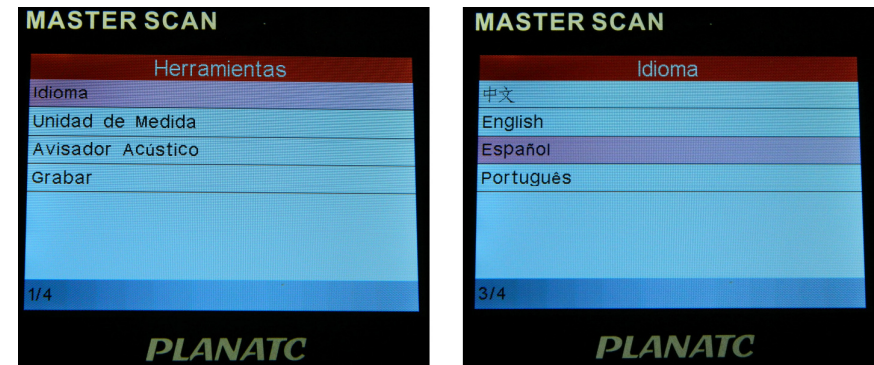 MASTER SCAN
Herramientas
Idioma
Unidad de Medida
Avisador Acústico
Grabar
1/4
PLANATC
MASTER SCAN
Idioma
中文
English
Español
Português
3/4
PLANATC